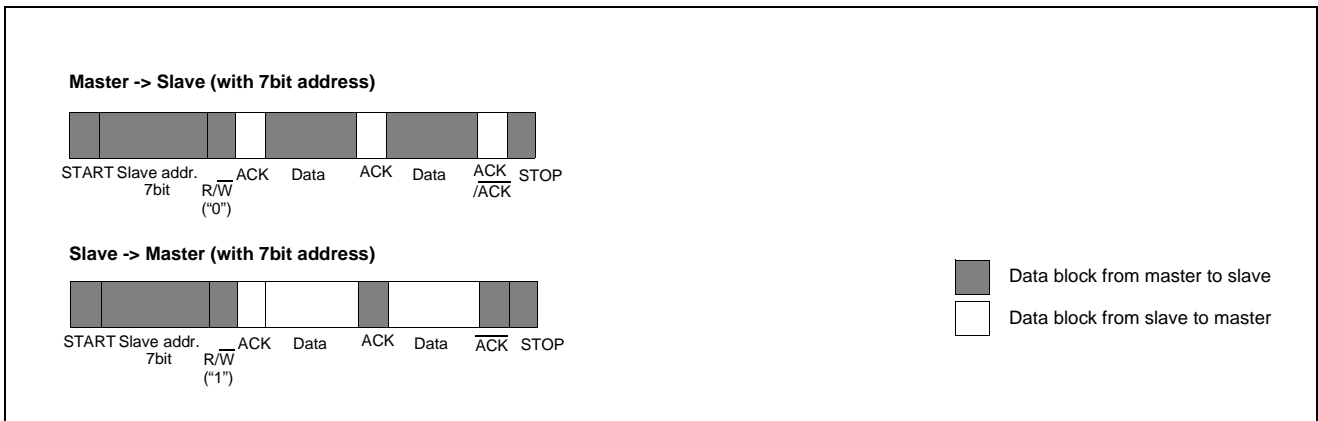 Master -> Slave (with 7bit address)
START Slave addr. 7bit R/W̅ ("0") ACK Data ACK Data ACK /A̅C̅K̅ STOP
Slave -> Master (with 7bit address)
START Slave addr. 7bit R/W̅ ("1") ACK Data ACK Data A̅C̅K̅ STOP
Data block from master to slave
Data block from slave to master